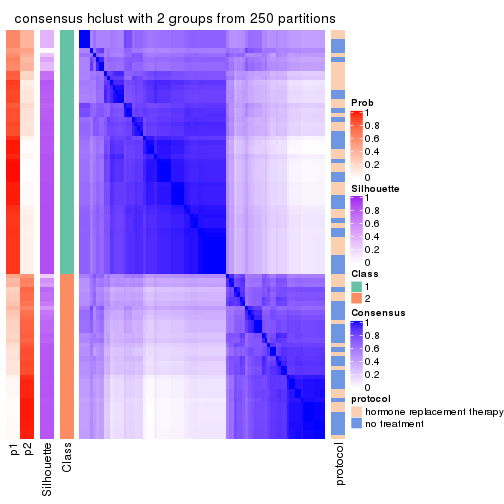 consensus hclust with 2 groups from 250 partitions
Prob
1
0.8
0.6
0.4
0.2
0
Silhouette
1
0.8
0.6
0.4
0.2
0
Class
1
2
Consensus
1
0.8
0.6
0.4
0.2
0
protocol
hormone replacement therapy
no treatment
p1
p2
Silhouette
Class
protocol